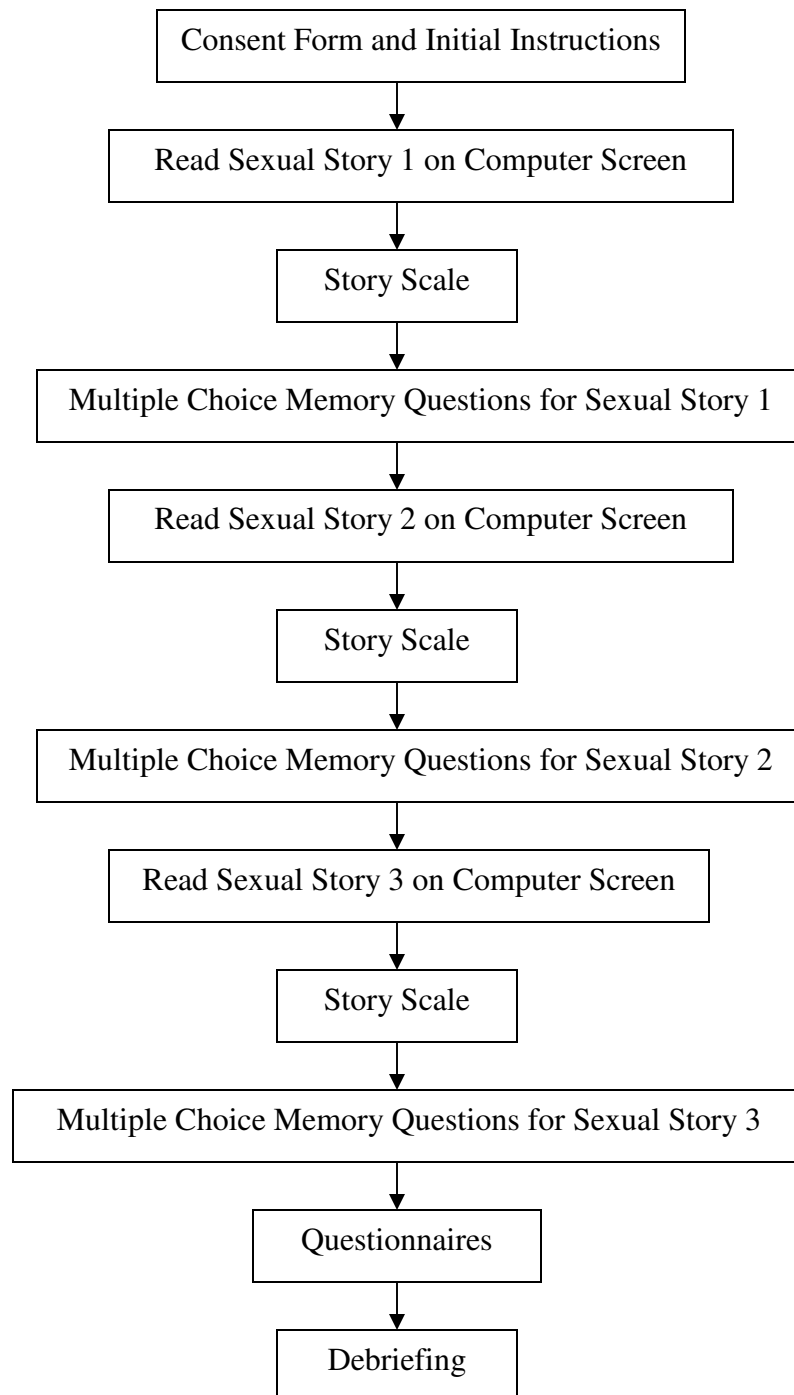 Consent Form and Initial Instructions
Read Sexual Story 1 on Computer Screen
Story Scale
Multiple Choice Memory Questions for Sexual Story 1
Read Sexual Story 2 on Computer Screen
Story Scale
Multiple Choice Memory Questions for Sexual Story 2
Read Sexual Story 3 on Computer Screen
Story Scale
Multiple Choice Memory Questions for Sexual Story 3
Questionnaires
Debriefing